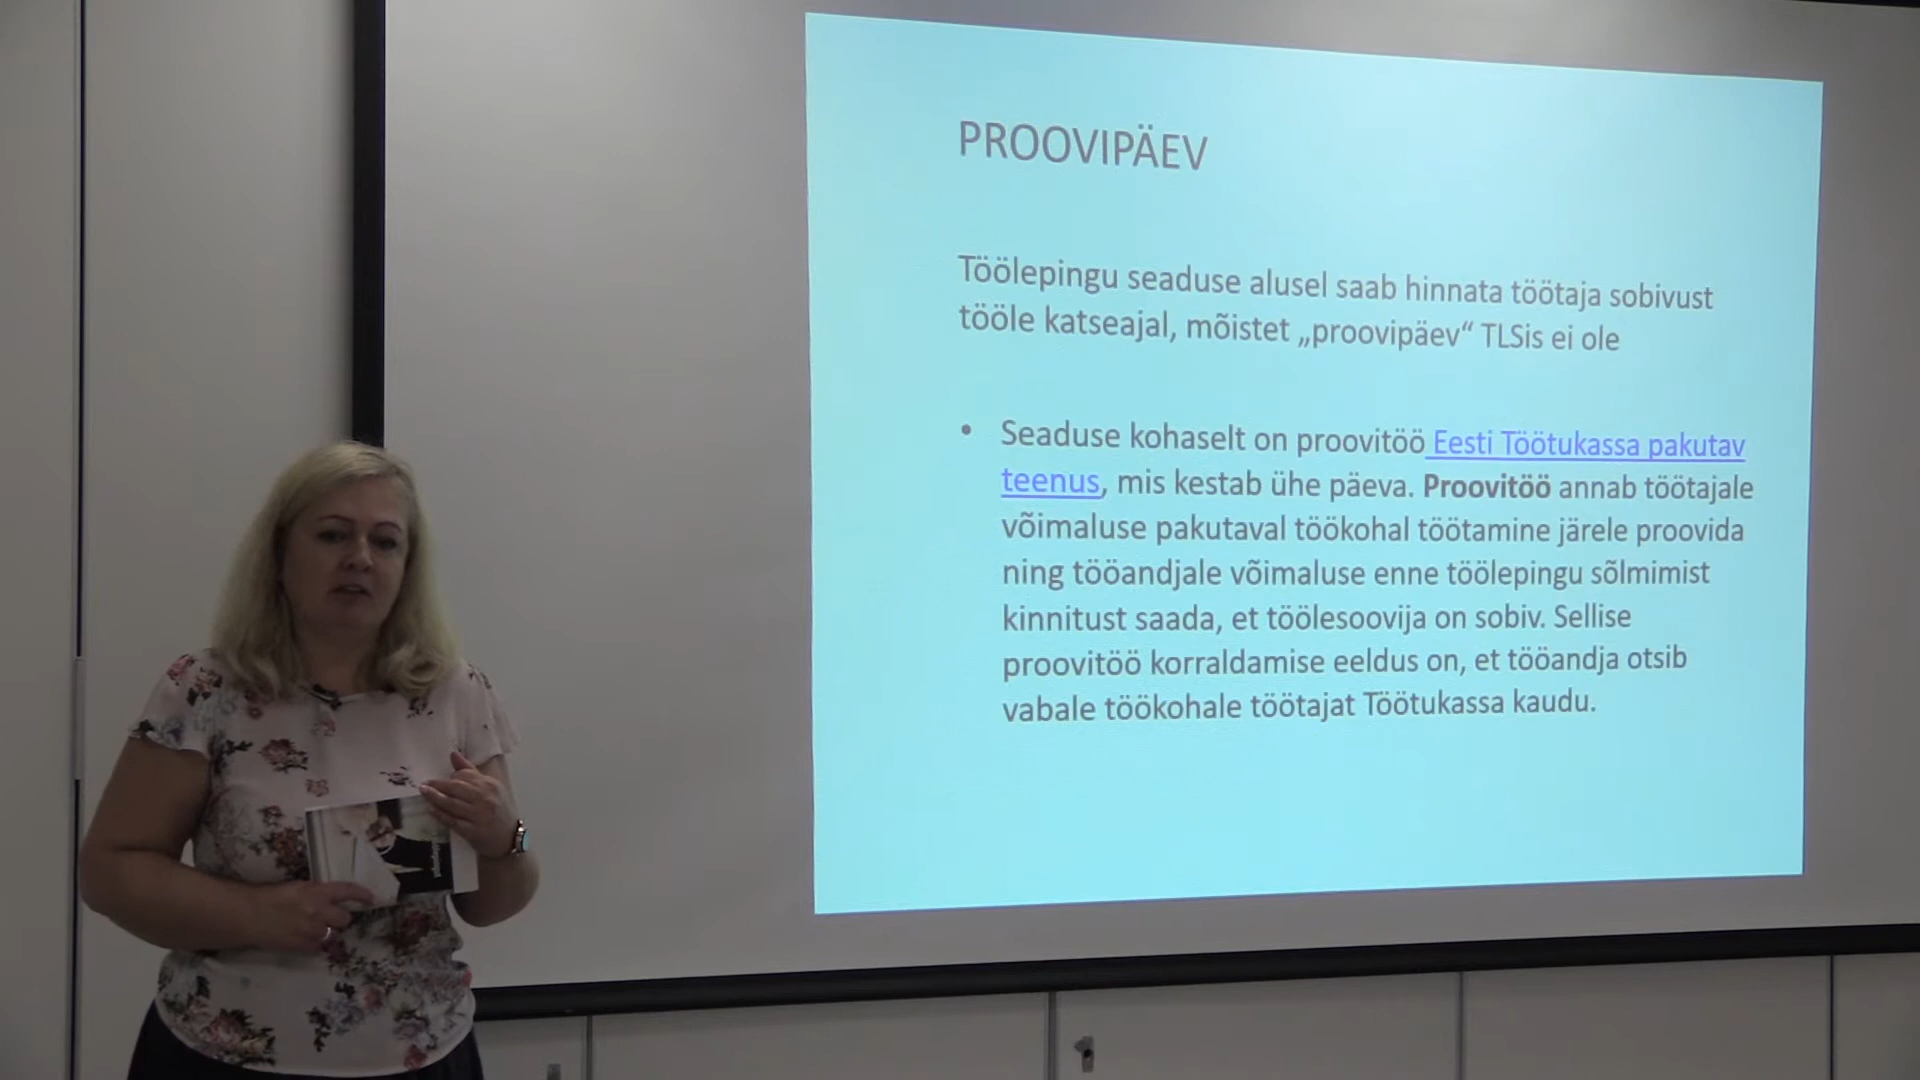 PROOVIPÄEV
Töölepingu seaduse alusel saab hinnata töötaja sobivust
tööle katseajal, mõistet „proovipäev“ TLSis ei ole
• Seaduse kohaselt on proovitöö Eesti Töötukassa pakutav
teenus, mis kestab ühe päeva. Proovitöö annab töötajale
võimaluse pakutaval töökohal töötamine järele proovida
ning tööandjale võimaluse enne töölepingu sõlmimist
kinnitust saada, et töölesoovija on sobiv. Sellise
proovitöö korraldamise eeldus on, et tööandja otsib
vabale töökohale töötajat Töötukassa kaudu.